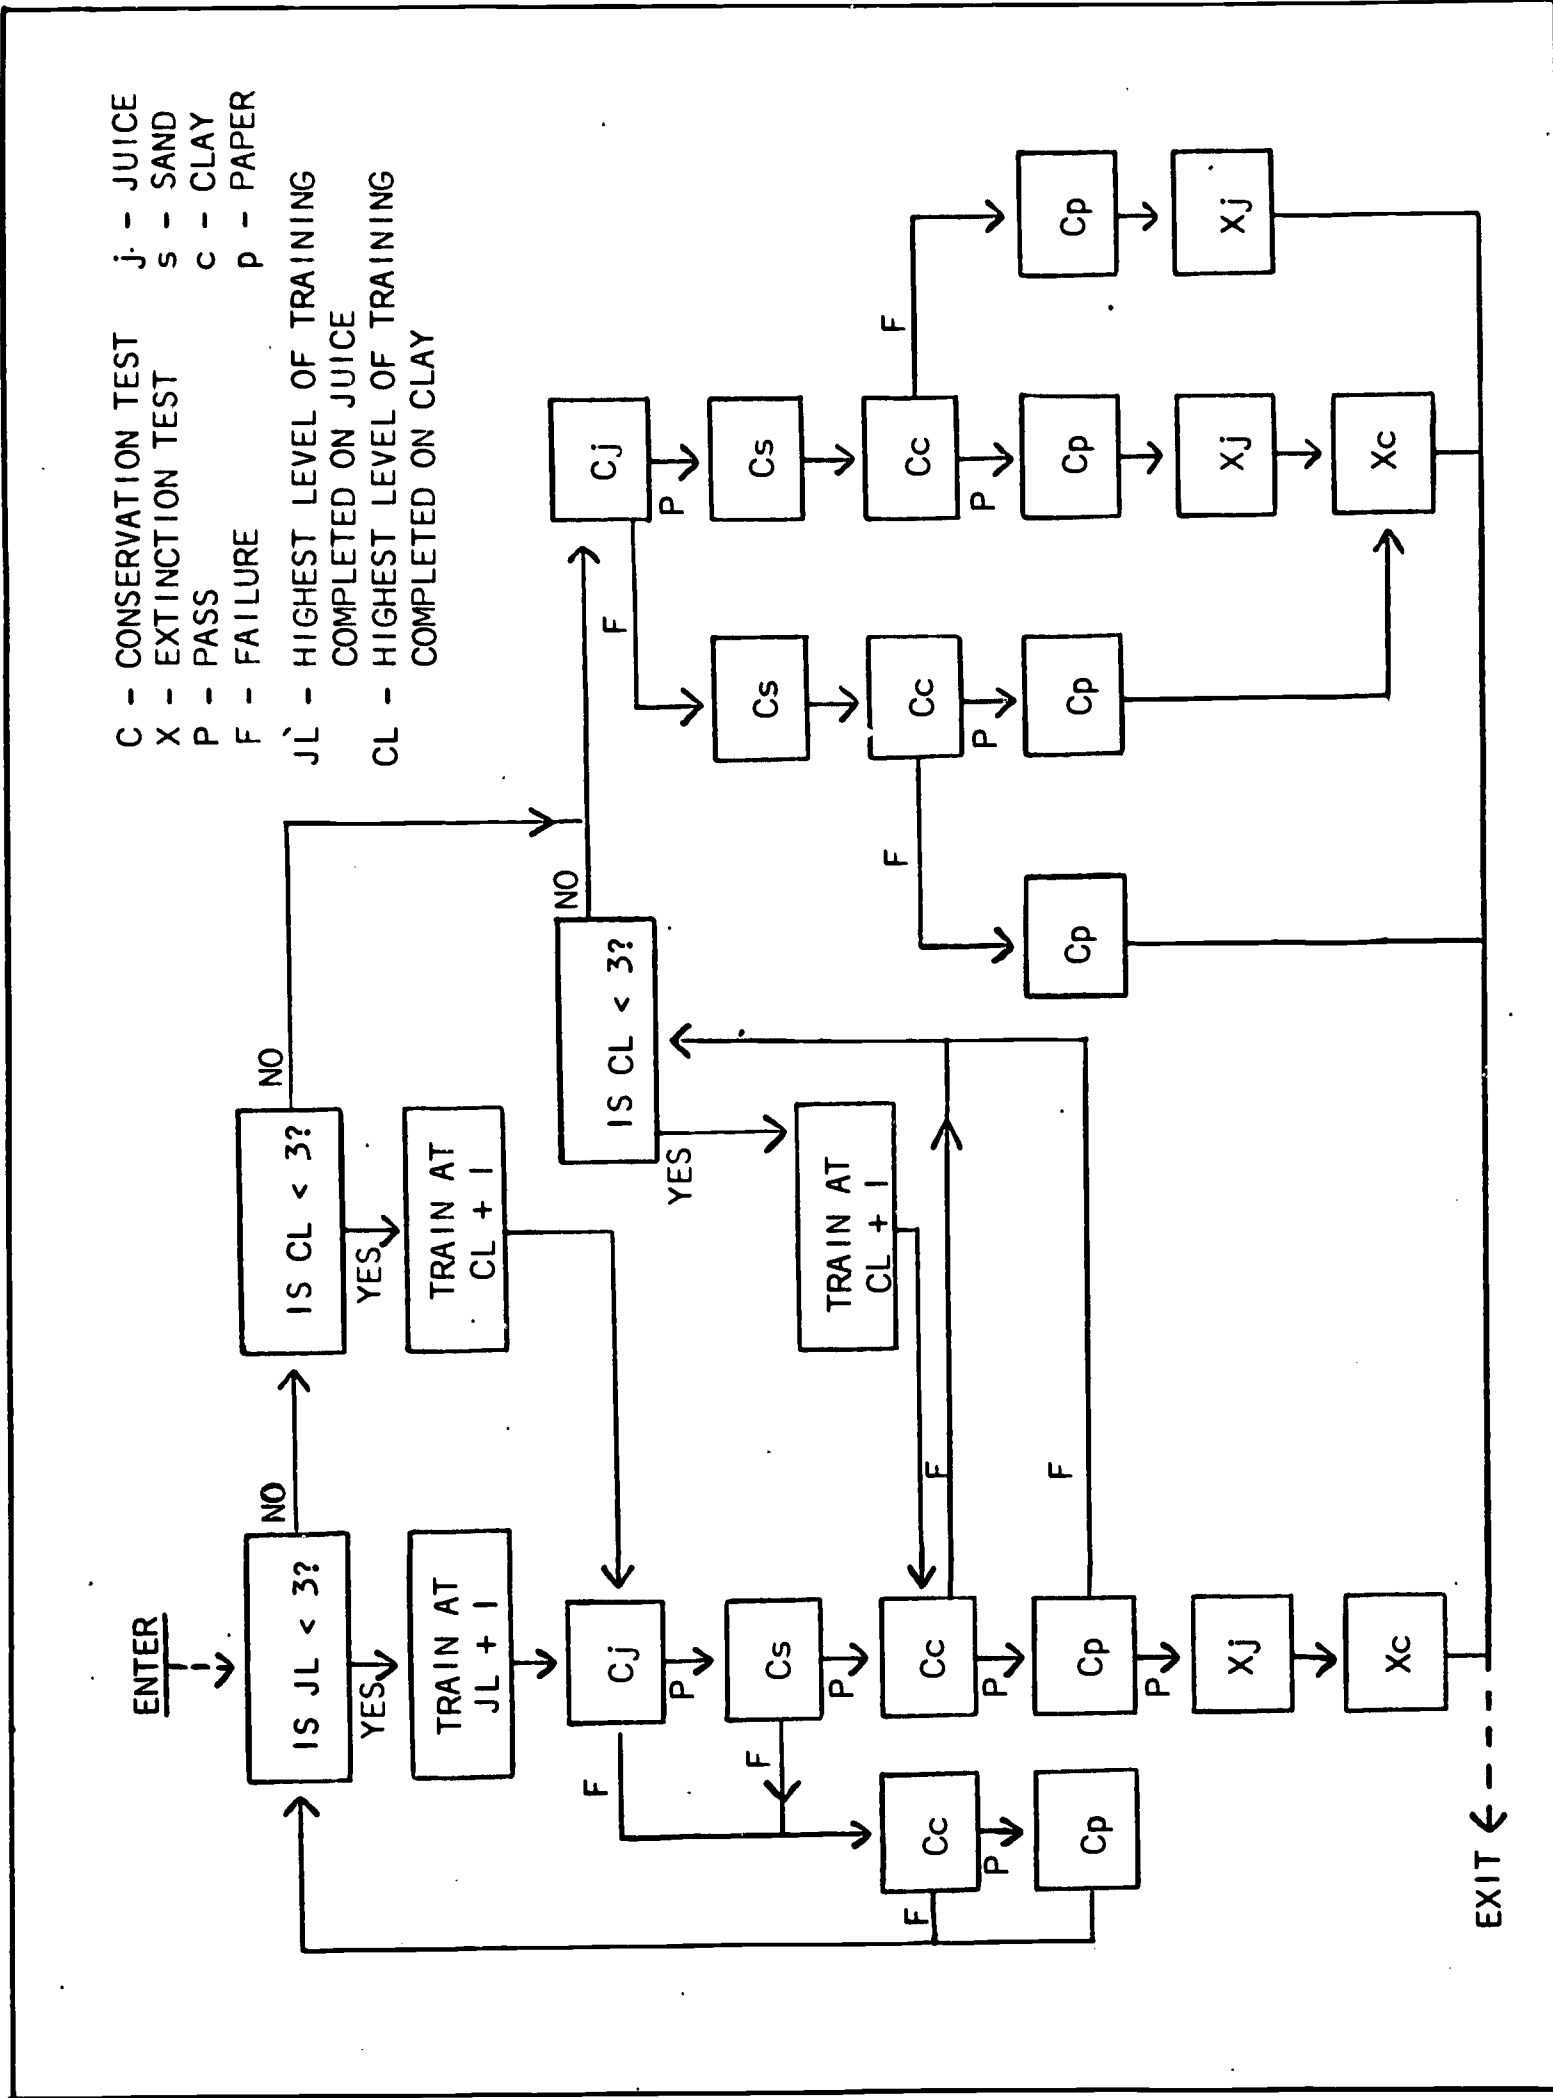 C - CONSERVATION TEST j - JUICE
X - EXTINCTION TEST s - SAND
P - PASS c - CLAY
F - FAILURE p - PAPER
JL - HIGHEST LEVEL OF TRAINING
COMPLETED ON JUICE
CL - HIGHEST LEVEL OF TRAINING
COMPLETED ON CLAY
ENTER
IS JL < 3?
NO
IS CL < 3?
NO
YES
YES
TRAIN AT
JL + 1
TRAIN AT
CL + 1
IS CL < 3?
NO
YES
TRAIN AT
CL + 1
Cj
F
P
Cs
F
P
Cc
F
P
Cp
F
P
Xj
Xc
Cc
F
P
Cp
Cj
F
P
Cs
Cc
F
P
Cp
Xj
Xc
Cs
Cc
F
P
Cp
Cp
Cp
Xj
EXIT